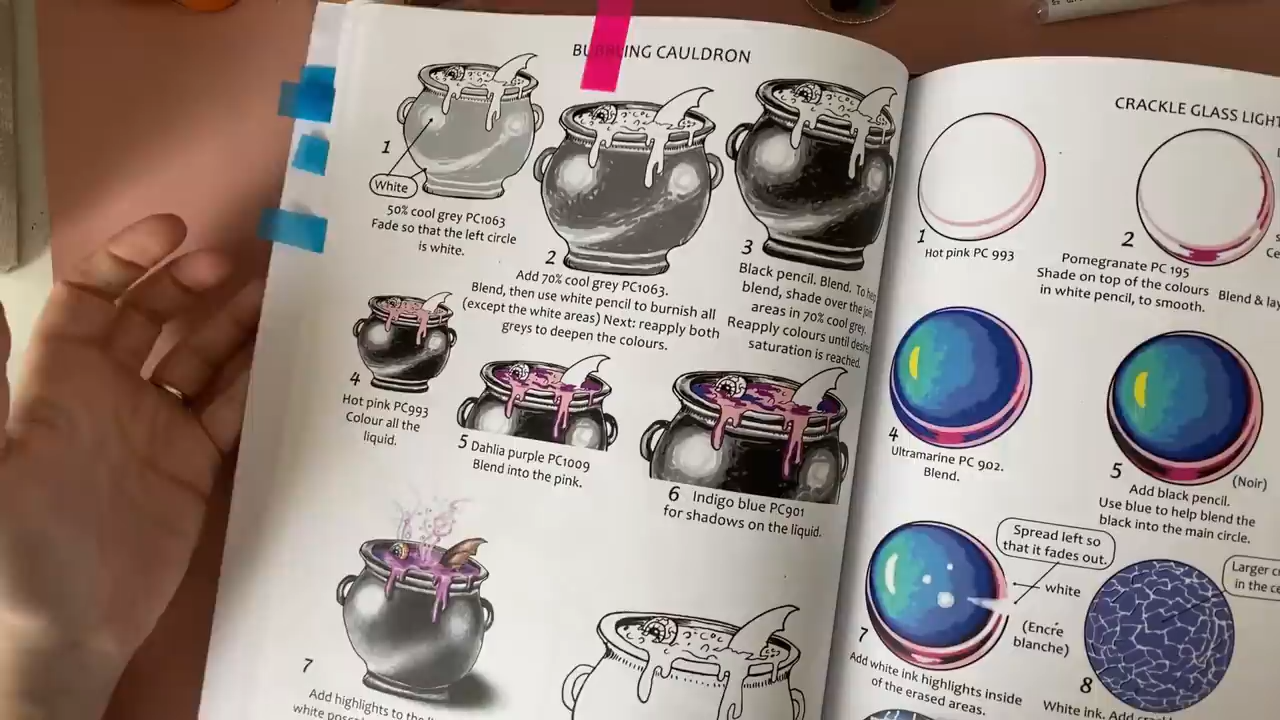 BUBBLING CAULDRON
1
White
50% cool grey PC1063
Fade so that the left circle
is white.
2
Add 70% cool grey PC1063.
Blend, then use white pencil to burnish all
(except the white areas) Next: reapply both
greys to deepen the colours.
3
Black pencil. Blend. To help
blend, shade over the join
areas in 70% cool grey.
Reapply colours until desired
saturation is reached.
4
Hot pink PC993
Colour all the
liquid.
5 Dahlia purple PC1009
Blend into the pink.
6 Indigo blue PC901
for shadows on the liquid.
7
Add highlights to the
white
CRACKLE GLASS LIGHT
1
Hot pink PC 993
2
Pomegranate PC 195
Shade on top of the colours
in white pencil, to smooth.
Blend &
4
Ultramarine PC 902.
Blend.
5
(Noir)
Add black pencil.
Use blue to help blend the
black into the main circle.
Spread left so
that it fades out.
white
(Encre
blanche)
7
Add white ink highlights inside
of the erased areas.
Larger
in the
8
White ink. Add